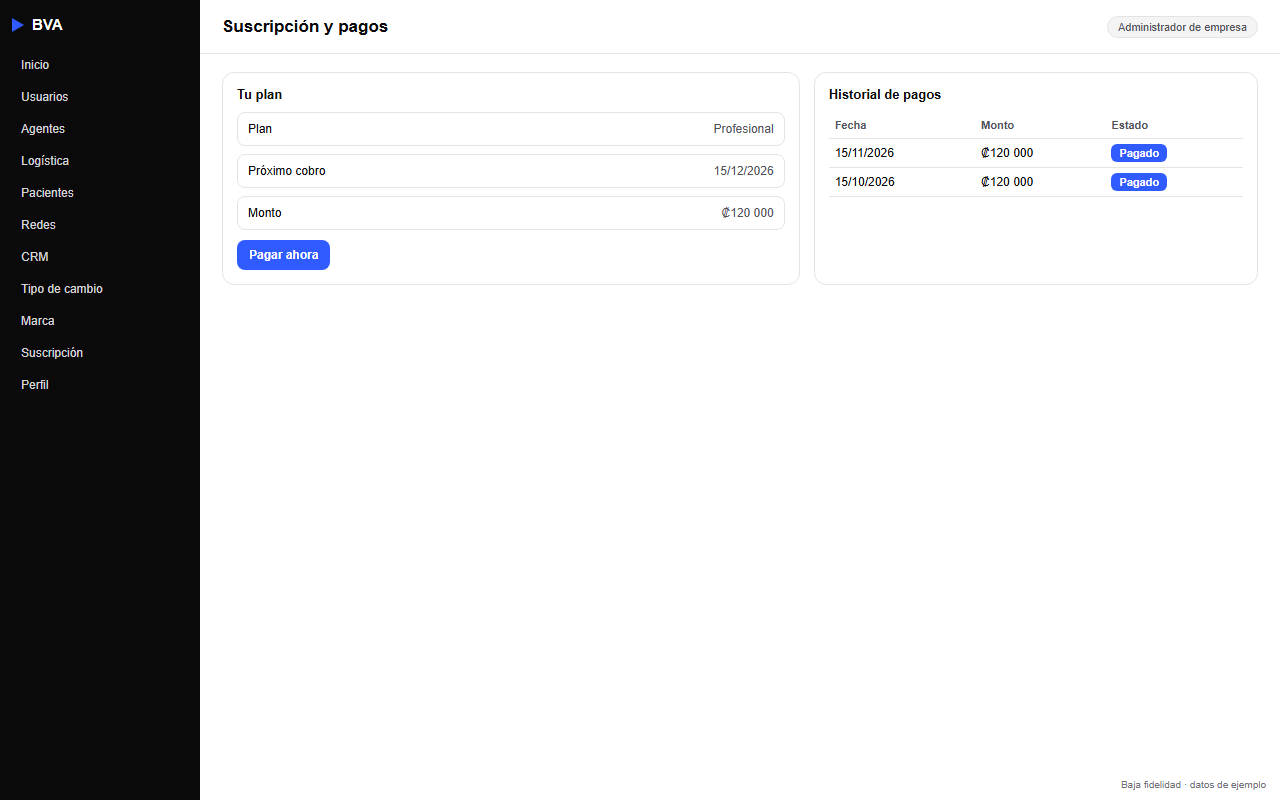 BVA
Inicio
Usuarios
Agentes
Logística
Pacientes
Redes
CRM
Tipo de cambio
Marca
Suscripción
Perfil
Suscripción y pagos
Administrador de empresa
Tu plan
Plan Profesional
Próximo cobro 15/12/2026
Monto ₡120 000
Pagar ahora
Historial de pagos
Fecha Monto Estado
15/11/2026 ₡120 000 Pagado
15/10/2026 ₡120 000 Pagado
Baja fidelidad · datos de ejemplo